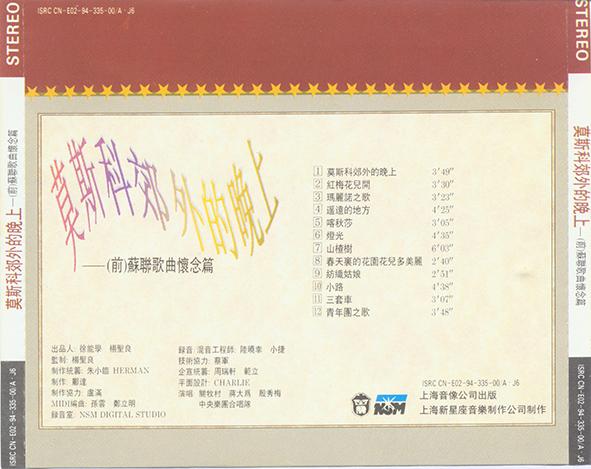 ISRC CN-E02-94-335-00/A·J6
STEREO
莫斯科郊外的晚上—(前)蘇聯歌曲懷念篇
ISRC CN-E02-94-335-00/A·J6
莫斯科郊外的晚上
——(前)蘇聯歌曲懷念篇
1 莫斯科郊外的晚上 3'49"
2 紅梅花兒開 3'30"
3 瑪麗諾之歌 3'23"
4 遥遠的地方 4'25"
5 喀秋莎 3'05"
6 燈光 4'35"
7 山楂樹 6'03"
8 春天裏的花園花兒多美麗 2'40"
9 紡織姑娘 2'51"
10 小路 4'38"
11 三套車 3'07"
12 青年團之歌 3'48"
出品人: 徐能學 楊聖良
監制: 楊聖良
制作統籌: 朱小皓 HERMAN
制作: 鄺達
制作協力: 盧滿
MIDI編曲: 孫雲 鄭立明
録音室: NSM DIGITAL STUDIO
録音: 混音工程師: 陸曉幸 小捷
技術協力: 蔡軍
企宣統籌: 周瑞軒 範立
平面設計: CHARLIE
演唱: 關牧村 蔣大爲 殷秀梅
中央樂團合唱隊
ISRC CN-E02-94-335-00/A·J6
NSM
上海音像公司出版
上海新星座音樂制作公司制作
STEREO
莫斯科郊外的晚上—(前)蘇聯歌曲懷念篇
ISRC CN-E02-94-335-00/A·J6